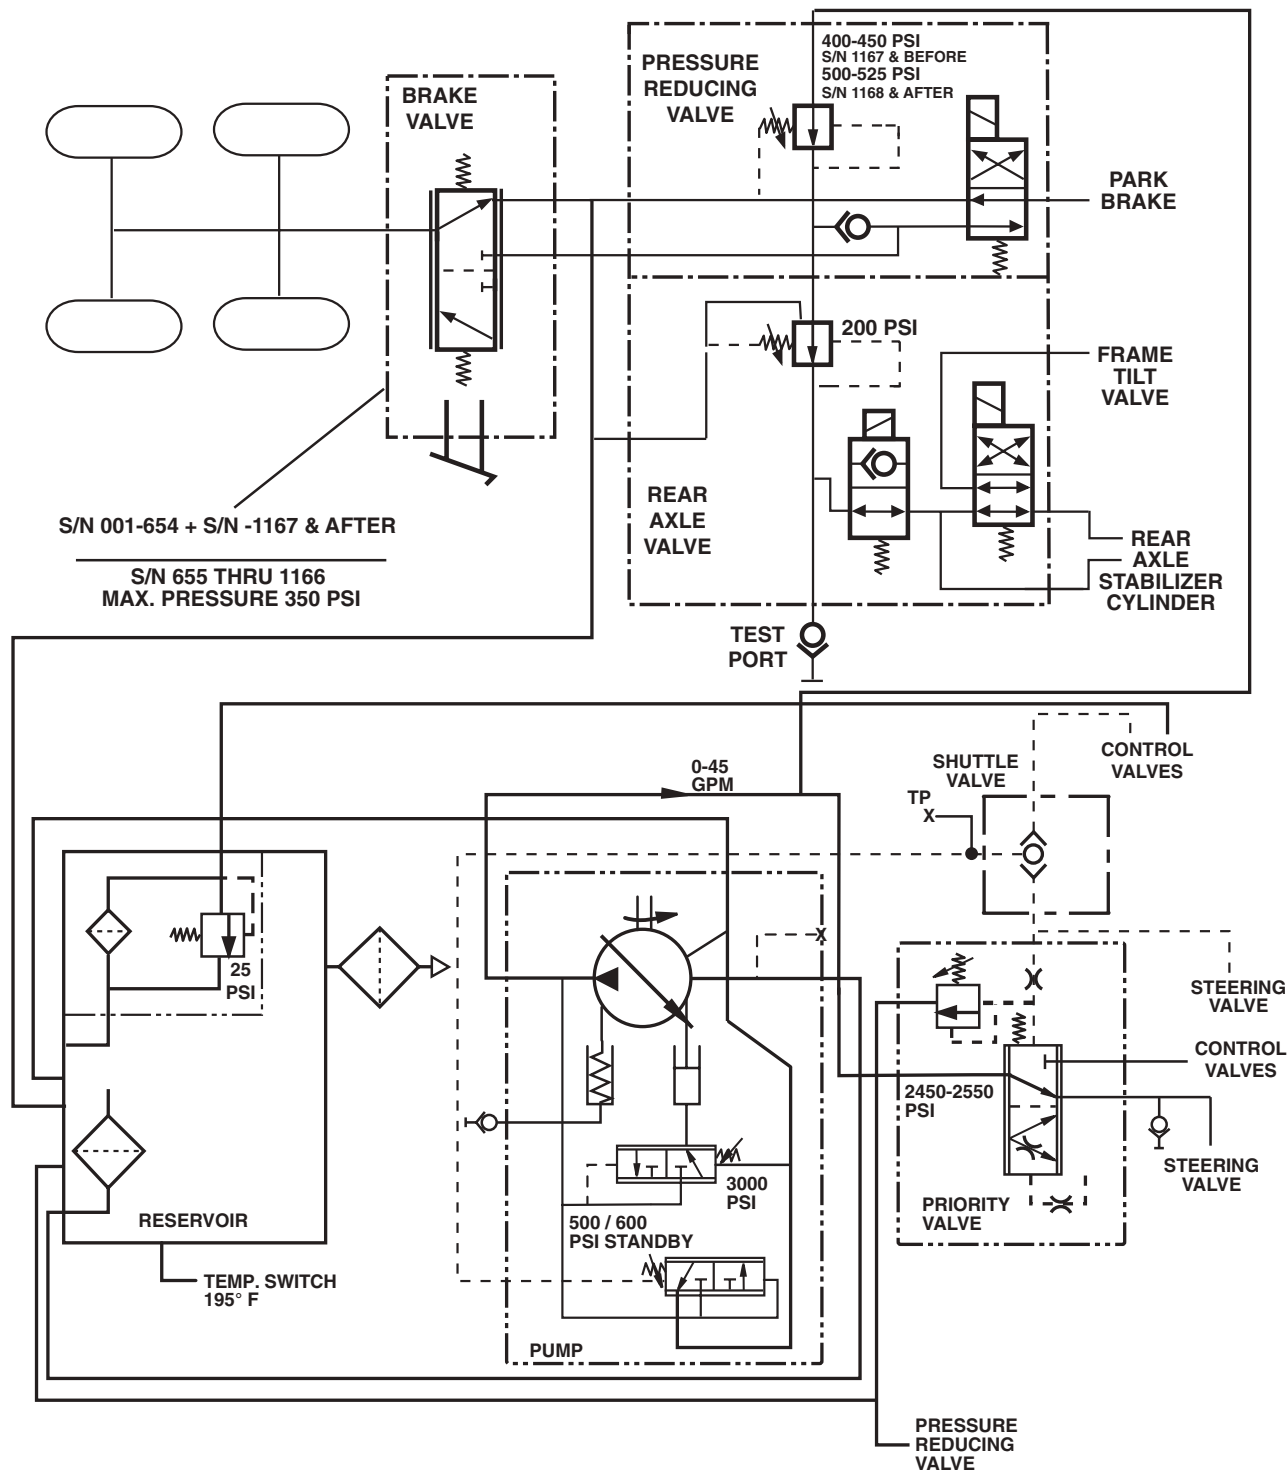 400-450 PSI
S/N 1167 & BEFORE
500-525 PSI
S/N 1168 & AFTER
PRESSURE
REDUCING
VALVE
BRAKE
VALVE
PARK
BRAKE
200 PSI
FRAME
TILT
VALVE
REAR
AXLE
VALVE
S/N 001-654 + S/N -1167 & AFTER
S/N 655 THRU 1166
MAX. PRESSURE 350 PSI
REAR
AXLE
STABILIZER
CYLINDER
TEST
PORT
CONTROL
VALVES
SHUTTLE
VALVE
0-45
GPM
TP
X
X
25
PSI
STEERING
VALVE
CONTROL
VALVES
2450-2550
PSI
STEERING
VALVE
3000
PSI
PRIORITY
VALVE
500 / 600
PSI STANDBY
RESERVOIR
TEMP. SWITCH
195° F
PUMP
PRESSURE
REDUCING
VALVE